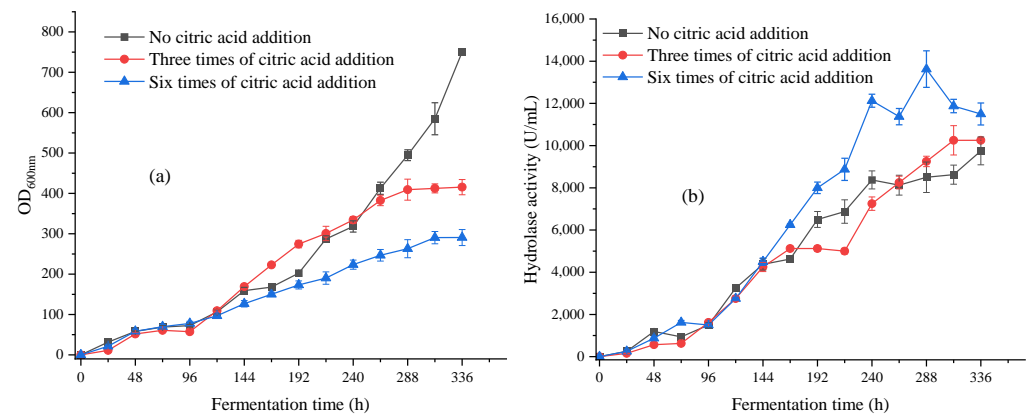 800
700
600
500
400
300
200
100
0
OD600nm
No citric acid addition
Three times of citric acid addition
Six times of citric acid addition
(a)
0 48 96 144 192 240 288 336
Fermentation time (h)
16,000
14,000
12,000
10,000
8,000
6,000
4,000
2,000
0
Hydrolase activity (U/mL)
No citric acid addition
Three times of citric acid addition
Six times of citric acid addition
(b)
0 48 96 144 192 240 288 336
Fermentation time (h)